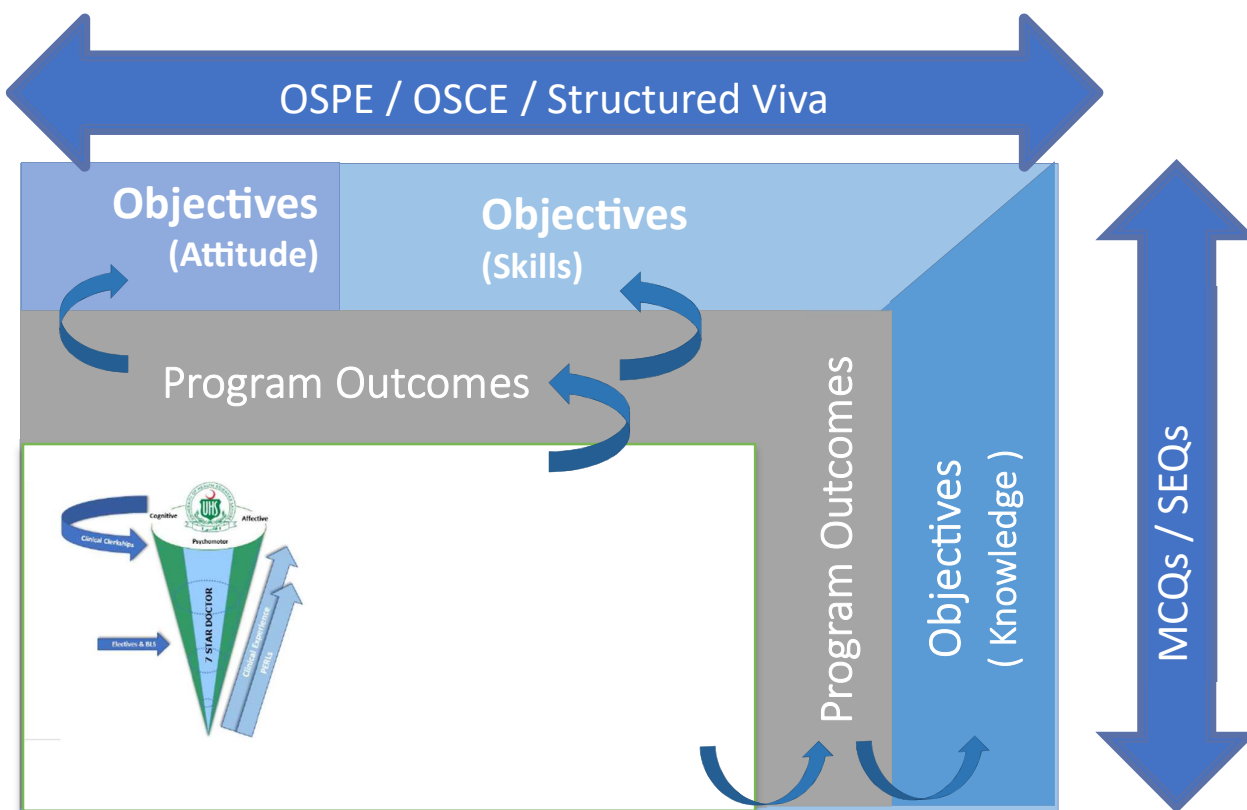 OSPE / OSCE / Structured Viva
Objectives
(Attitude)
Objectives
(Skills)
Program Outcomes
Program Outcomes
Objectives
( Knowledge )
MCQs / SEQs
UHS
Cognitive
Affective
Psychomotor
Clinical Clerkships
7 STAR DOCTOR
Electives & BLS
Clinical Experience
PERLs